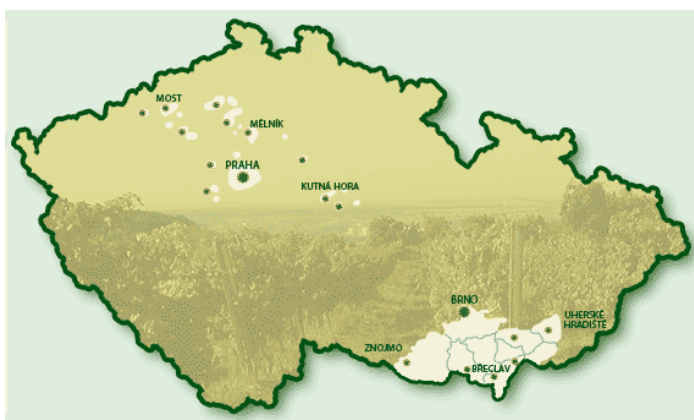 MOST
MĚLNÍK
PRAHA
KUTNÁ HORA
BRNO
UHERSKÉ
HRADIŠTĚ
ZNOJMO
BŘECLAV